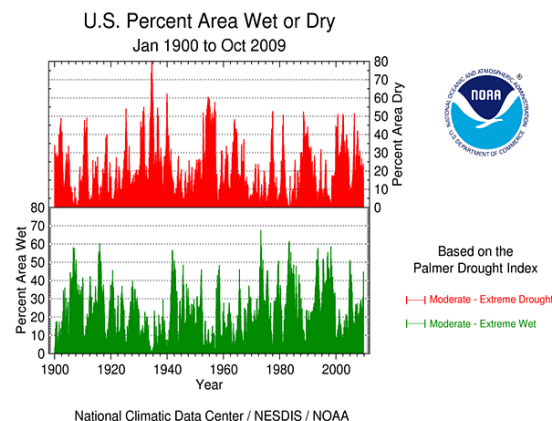 U.S. Percent Area Wet or Dry
Jan 1900 to Oct 2009
80
70
60
50
40
30
20
10
0
Percent Area Dry
80
70
60
50
40
30
20
10
0
Percent Area Wet
1900 1920 1940 1960 1980 2000
Year
National Climatic Data Center / NESDIS / NOAA
NATIONAL OCEANIC AND ATMOSPHERIC ADMINISTRATION
NOAA
U.S. DEPARTMENT OF COMMERCE
®
Based on the
Palmer Drought Index
Moderate - Extreme Drought
Moderate - Extreme Wet